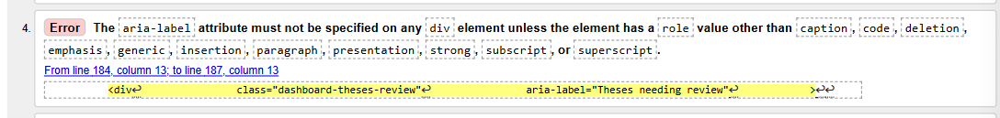 4. Error The aria-label attribute must not be specified on any div element unless the element has a role value other than caption, code, deletion,
emphasis, generic, insertion, paragraph, presentation, strong, subscript, or superscript.
From line 184, column 13; to line 187, column 13
<div↩ class="dashboard-theses-review"↩ aria-label="Theses needing review"↩ >↩↩